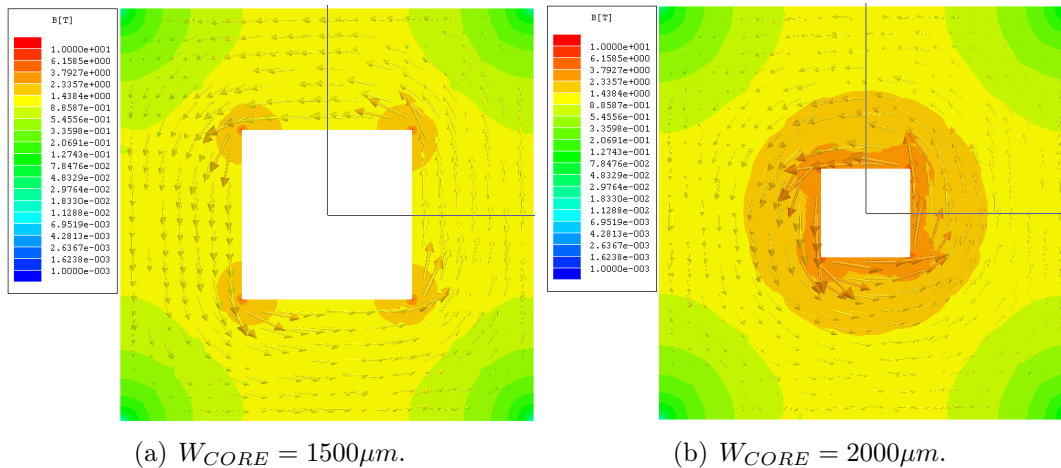 B[T]
1.0000e+001
6.1585e+000
3.7927e+000
2.3357e+000
1.4384e+000
8.8587e-001
5.4556e-001
3.3598e-001
2.0691e-001
1.2743e-001
7.8476e-002
4.8329e-002
2.9764e-002
1.8330e-002
1.1288e-002
6.9519e-003
4.2813e-003
2.6367e-003
1.6238e-003
1.0000e-003
B[T]
1.0000e+001
6.1585e+000
3.7927e+000
2.3357e+000
1.4384e+000
8.8587e-001
5.4556e-001
3.3598e-001
2.0691e-001
1.2743e-001
7.8476e-002
4.8329e-002
2.9764e-002
1.8330e-002
1.1288e-002
6.9519e-003
4.2813e-003
2.6367e-003
1.6238e-003
1.0000e-003
(a) W_{CORE} = 1500μm.
(b) W_{CORE} = 2000μm.